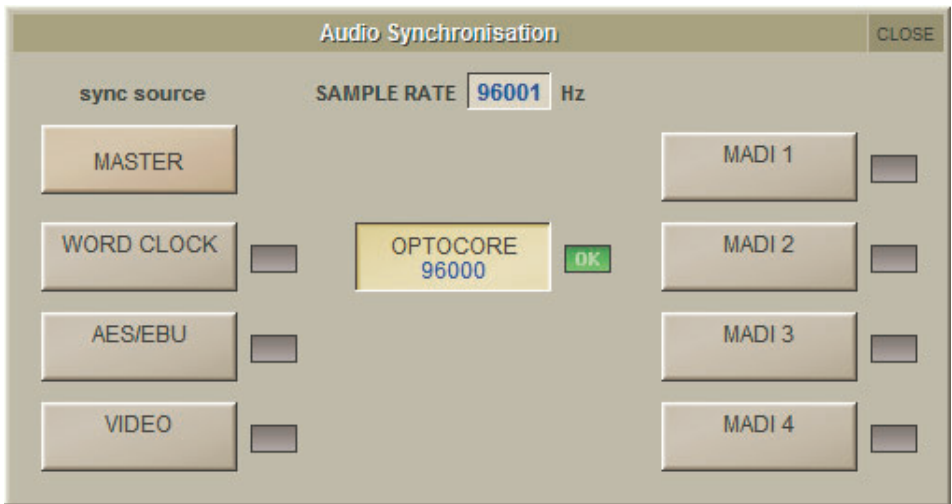 Audio Synchronisation
CLOSE
sync source
SAMPLE RATE 96001 Hz
MASTER
MADI 1
WORD CLOCK
OPTOCORE
96000
OK
MADI 2
AES/EBU
MADI 3
VIDEO
MADI 4